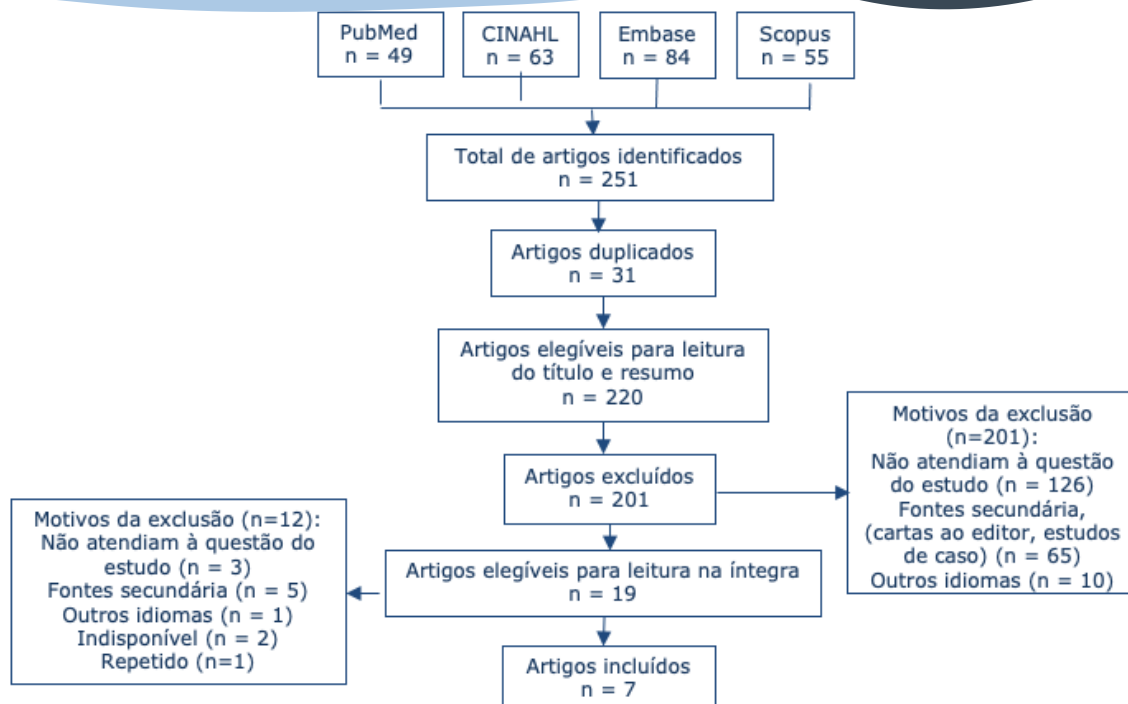 PubMed
n = 49
CINAHL
n = 63
Embase
n = 84
Scopus
n = 55
Total de artigos identificados
n = 251
Artigos duplicados
n = 31
Artigos elegíveis para leitura
do título e resumo
n = 220
Artigos excluídos
n = 201
Motivos da exclusão
(n=201):
Não atendiam à questão
do estudo (n = 126)
Fontes secundária,
(cartas ao editor, estudos
de caso) (n = 65)
Outros idiomas (n = 10)
Artigos elegíveis para leitura na íntegra
n = 19
Motivos da exclusão (n=12):
Não atendiam à questão do
estudo (n = 3)
Fontes secundária (n = 5)
Outros idiomas (n = 1)
Indisponível (n = 2)
Repetido (n=1)
Artigos incluídos
n = 7